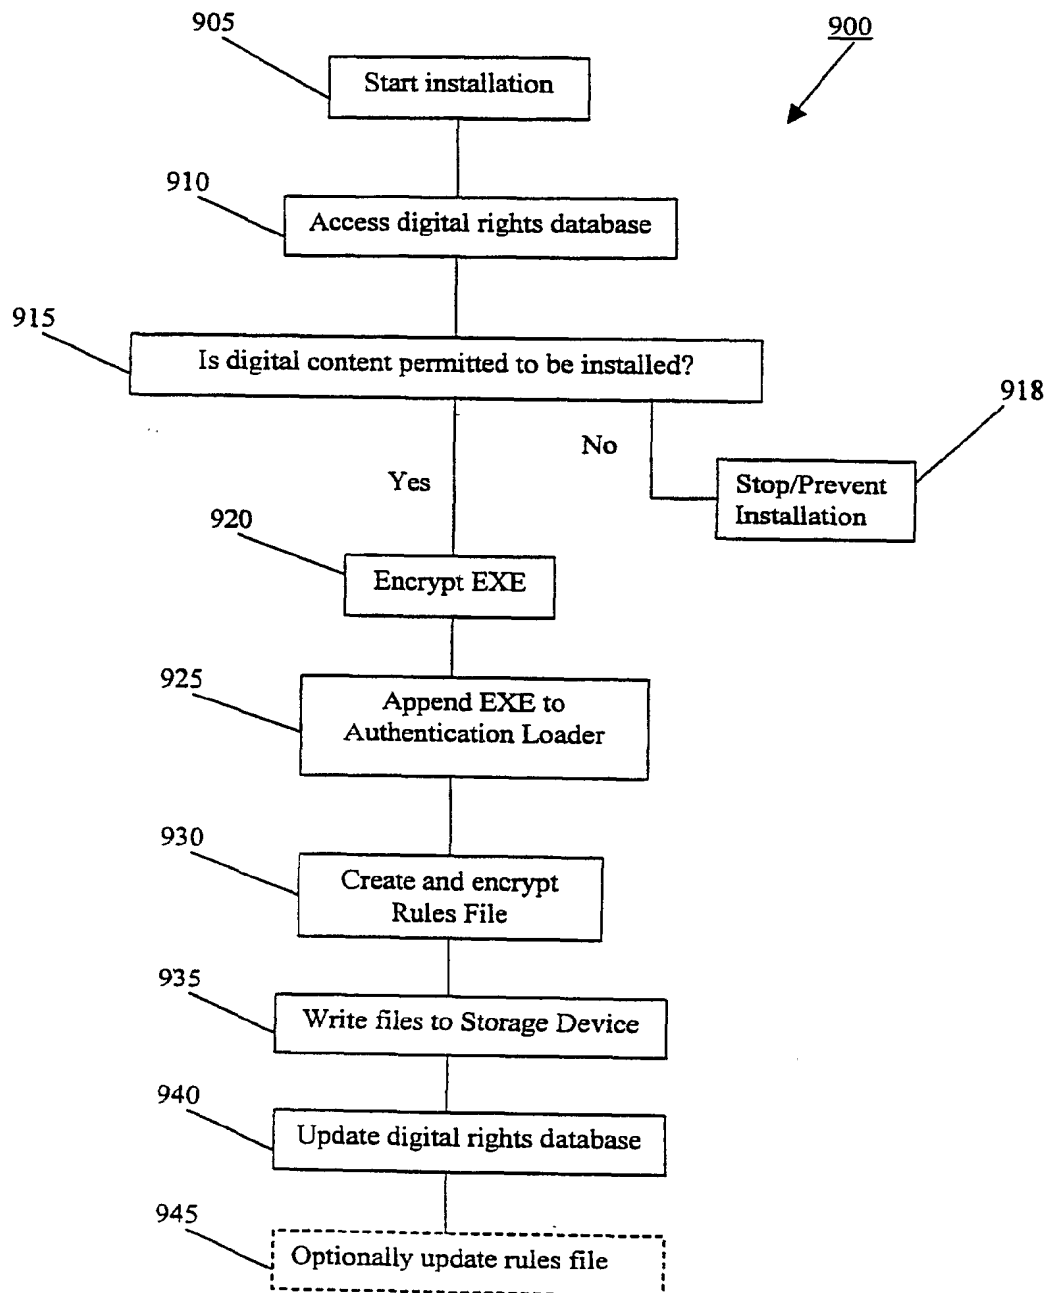 905
900
Start installation
910
Access digital rights database
915
Is digital content permitted to be installed?
918
No
Yes
Stop/Prevent
Installation
920
Encrypt EXE
925
Append EXE to
Authentication Loader
930
Create and encrypt
Rules File
935
Write files to Storage Device
940
Update digital rights database
945
Optionally update rules file